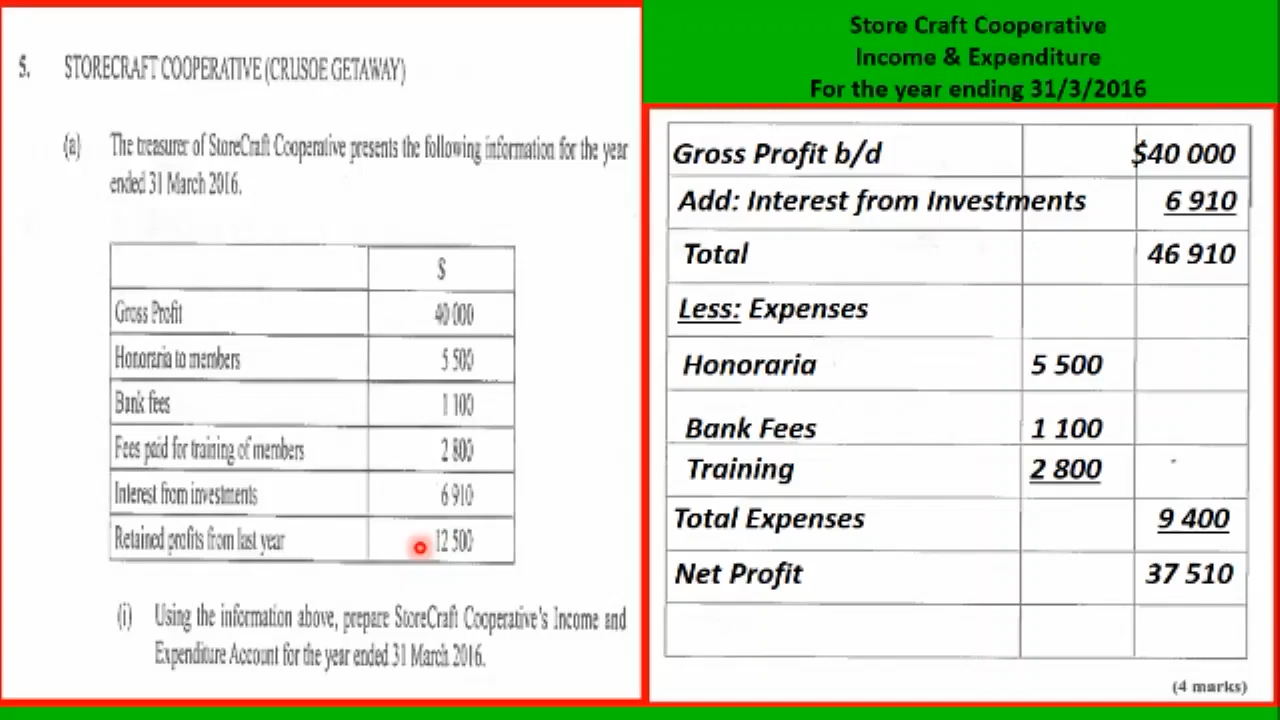 5. STORECRAFT COOPERATIVE (CRUSOE GETAWAY)
(a) The treasurer of StoreCraft Cooperative presents the following information for the year
ended 31 March 2016.
$
Gross Profit 40 000
Honoraria to members 5 500
Bank fees 1 100
Fees paid for training of members 2 800
Interest from investments 6 910
Retained profits from last year 12 500
(i) Using the information above, prepare StoreCraft Cooperative's Income and
Expenditure Account for the year ended 31 March 2016.
Store Craft Cooperative
Income & Expenditure
For the year ending 31/3/2016
Gross Profit b/d $40 000
Add: Interest from Investments 6 910
Total 46 910
Less: Expenses
Honoraria 5 500
Bank Fees 1 100
Training 2 800
Total Expenses 9 400
Net Profit 37 510
(4 marks)